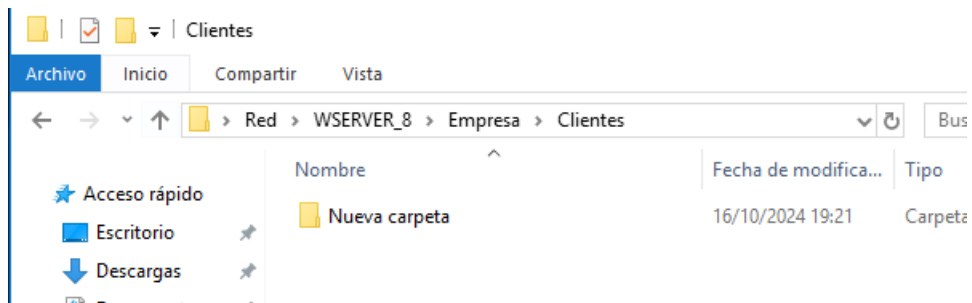 Clientes
Archivo Inicio Compartir Vista
Red > WSERVER_8 > Empresa > Clientes
Nombre Fecha de modifica... Tipo
Acceso rápido
Nueva carpeta 16/10/2024 19:21 Carpeta
Escritorio
Descargas